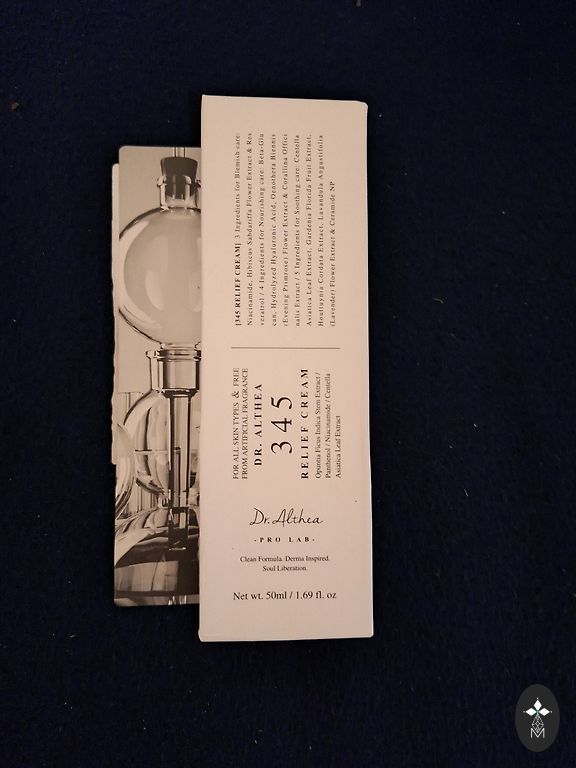 [345 RELIEF CREAM] 3 Ingredients for Blemish care:
Niacinamide, Hibiscus Sabdariffa Flower Extract & Res
veratrol / 4 Ingredients for Nourishing care: Beta-Glu
can, Hydrolyzed Hyaluronic Acid, Oenothera Biennis
(Evening Primrose) Flower Extract & Corallina Offici
nalis Extract / 5 Ingredients for Soothing care: Centella
Asiatica Leaf Extract, Gardenia Florida Fruit Extract,
Houttuynia Cordata Extract, Lavandula Angustifolia
(Lavender) Flower Extract & Ceramide NP
FOR ALL SKIN TYPES & FREE
FROM ARTIFICIAL FRAGRANCE
DR. ALTHEA
345
RELIEF CREAM
Opuntia Ficus Indica Stem Extract /
Panthenol / Niacinamide / Centella
Asiatica Leaf Extract
Dr.Althea
-PRO LAB-
Clean Formula. Derma Inspired.
Soul Liberation.
Net wt. 50ml / 1.69 fl. oz
M